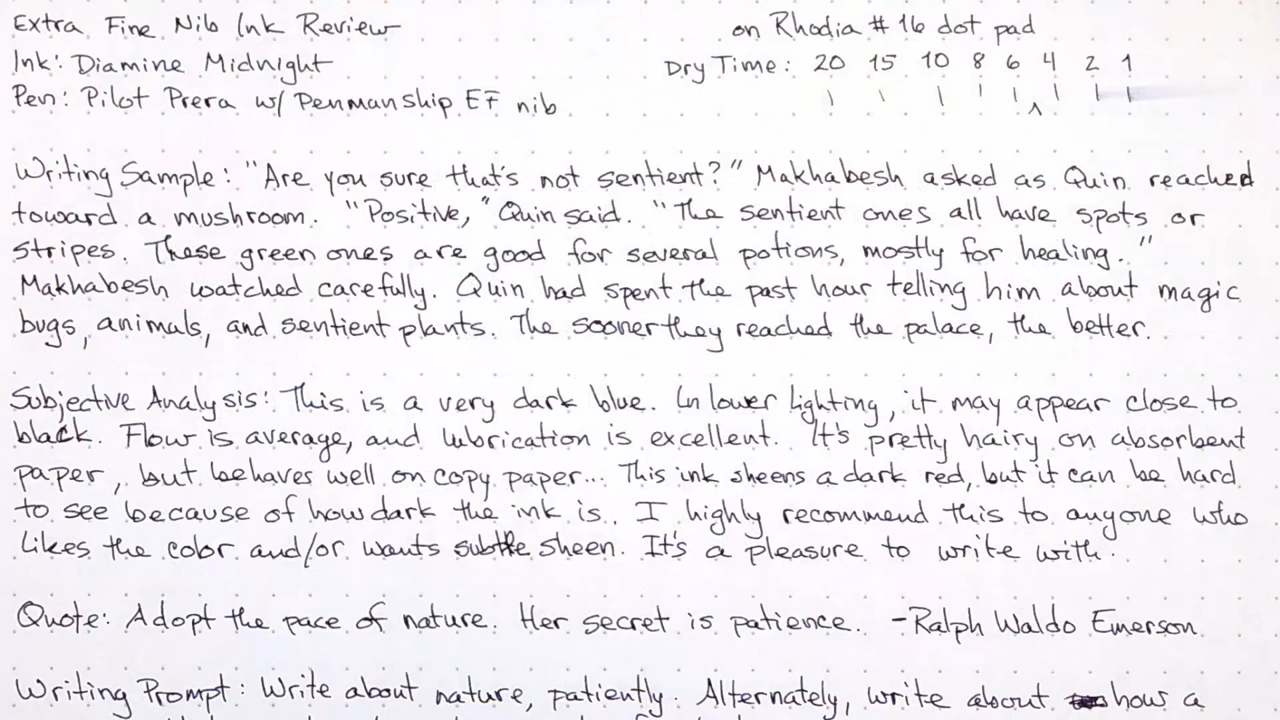 Extra Fine Nib Ink Review
on Rhodia # 16 dot pad
Ink: Diamine Midnight
Dry Time: 20 15 10 8 6 4 2 1
Pen: Pilot Prera w/ Penmanship EF nib
Writing Sample: "Are you sure that's not sentient?" Makhabesh asked as Quin reached
toward a mushroom. "Positive," Quin said. "The sentient ones all have spots or
stripes. These green ones are good for several potions, mostly for healing."
Makhabesh watched carefully. Quin had spent the past hour telling him about magic
bugs, animals, and sentient plants. The sooner they reached the palace, the better.
Subjective Analysis: This is a very dark blue. In lower lighting, it may appear close to
black. Flow is average, and lubrication is excellent. It's pretty hairy on absorbent
paper, but behaves well on copy paper... This ink sheens a dark red, but it can be hard
to see because of how dark the ink is. I highly recommend this to anyone who
likes the color and/or wants subtle sheen. It's a pleasure to write with.
Quote: Adopt the pace of nature. Her secret is patience. -Ralph Waldo Emerson
Writing Prompt: Write about nature, patiently. Alternately, write about how a